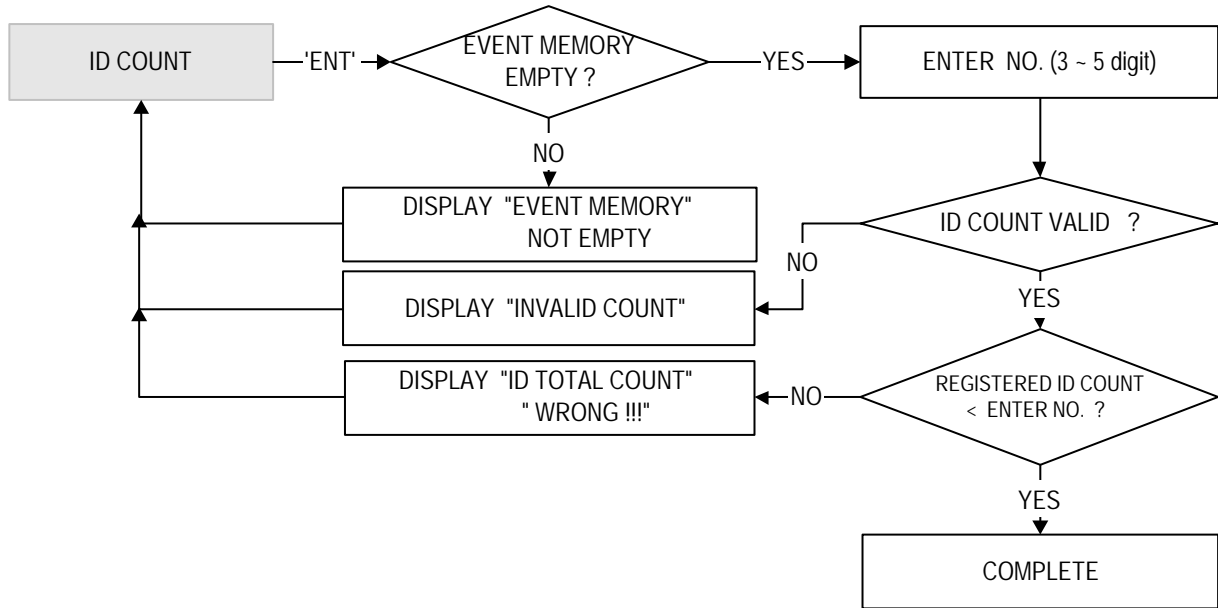 ID COUNT
'ENT'
EVENT MEMORY
EMPTY ?
YES
ENTER NO. (3 ~ 5 digit)
NO
DISPLAY "EVENT MEMORY"
NOT EMPTY
ID COUNT VALID ?
NO
DISPLAY "INVALID COUNT"
YES
DISPLAY "ID TOTAL COUNT"
" WRONG !!!"
NO
REGISTERED ID COUNT
< ENTER NO. ?
YES
COMPLETE